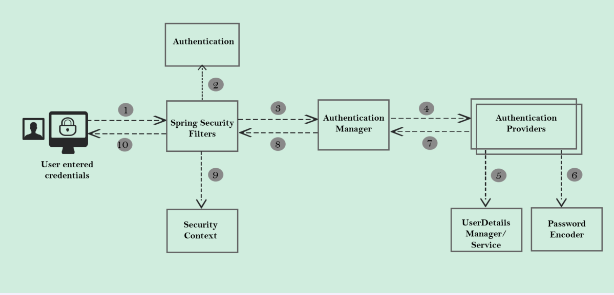 Authentication
2
1
3
4
Spring Security
Filters
Authentication
Manager
Authentication
Providers
10
8
7
User entered
credentials
9
5
6
Security
Context
UserDetails
Manager/
Service
Password
Encoder